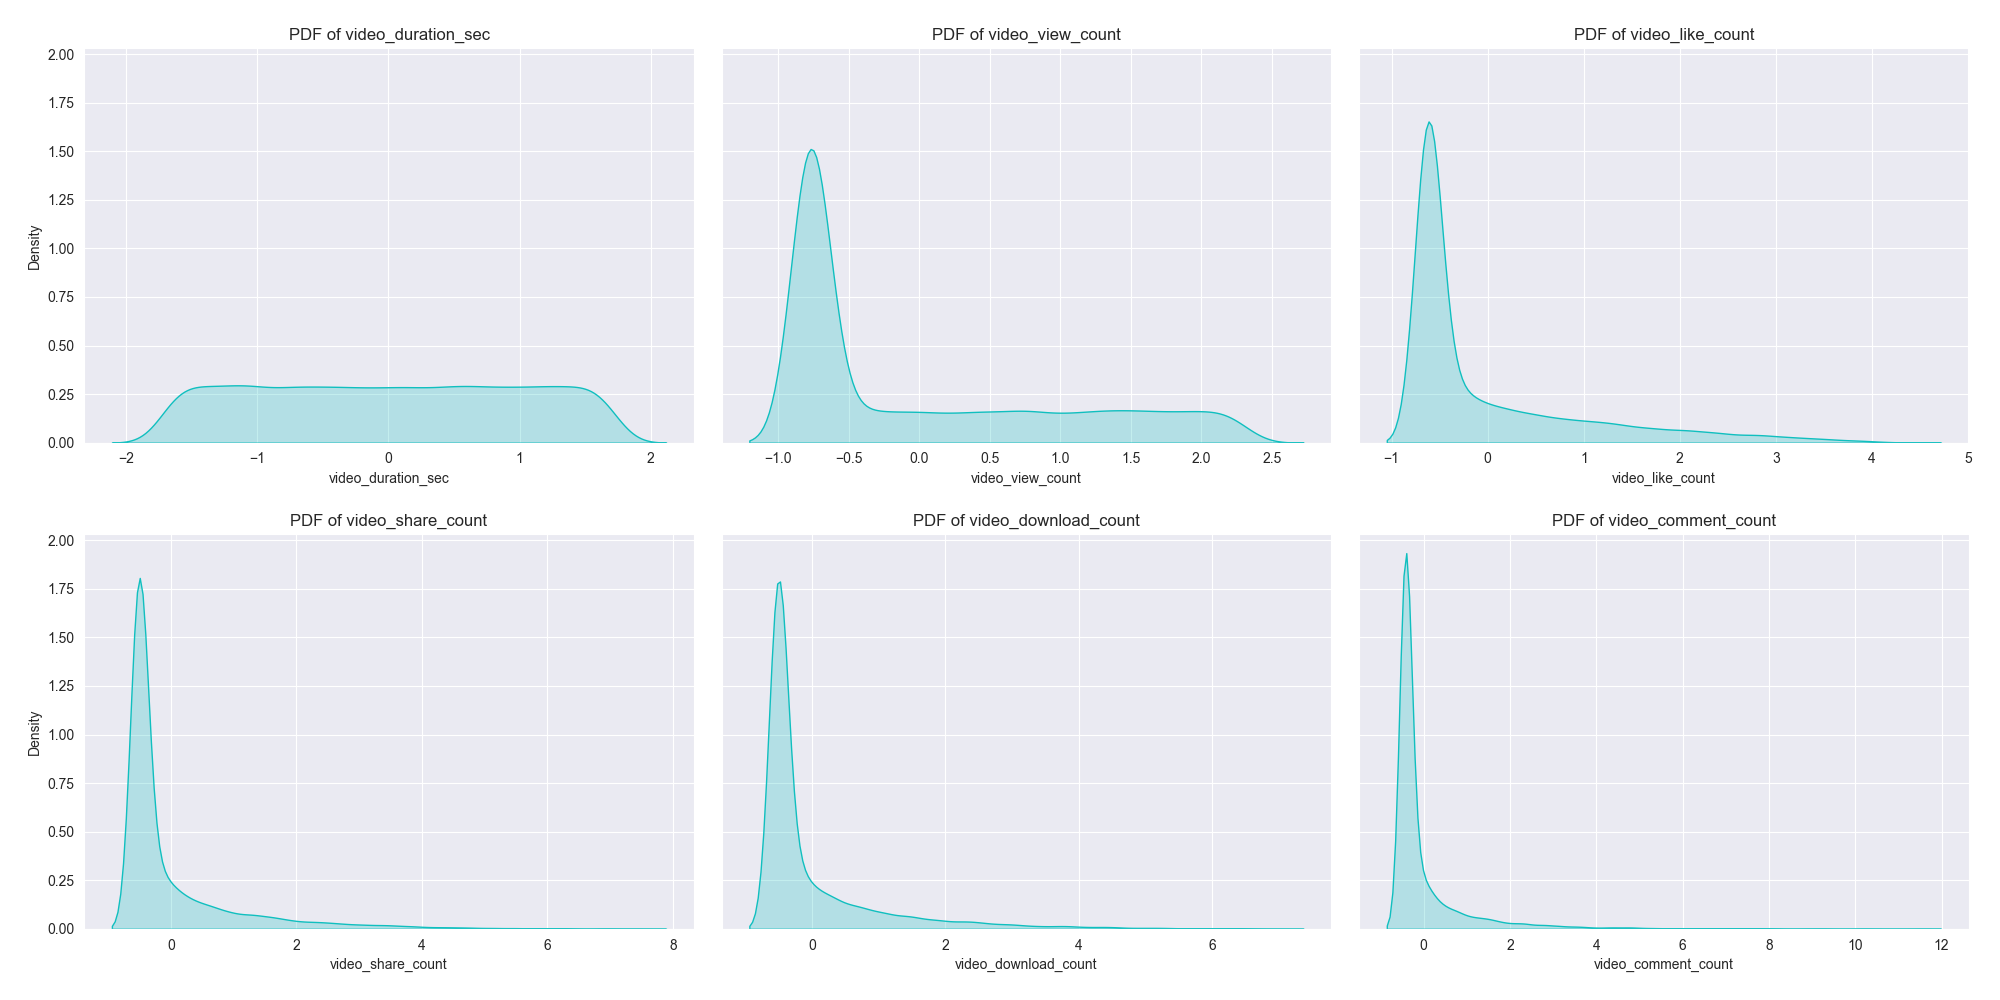 PDF of video_duration_sec
PDF of video_view_count
PDF of video_like_count
2.00
1.75
1.50
1.25
1.00
0.75
0.50
0.25
0.00
Density
−2 −1 0 1 2
video_duration_sec
−1.0 −0.5 0.0 0.5 1.0 1.5 2.0 2.5
video_view_count
−1 0 1 2 3 4 5
video_like_count
PDF of video_share_count
PDF of video_download_count
PDF of video_comment_count
2.00
1.75
1.50
1.25
1.00
0.75
0.50
0.25
0.00
Density
0 2 4 6 8
video_share_count
0 2 4 6
video_download_count
0 2 4 6 8 10 12
video_comment_count